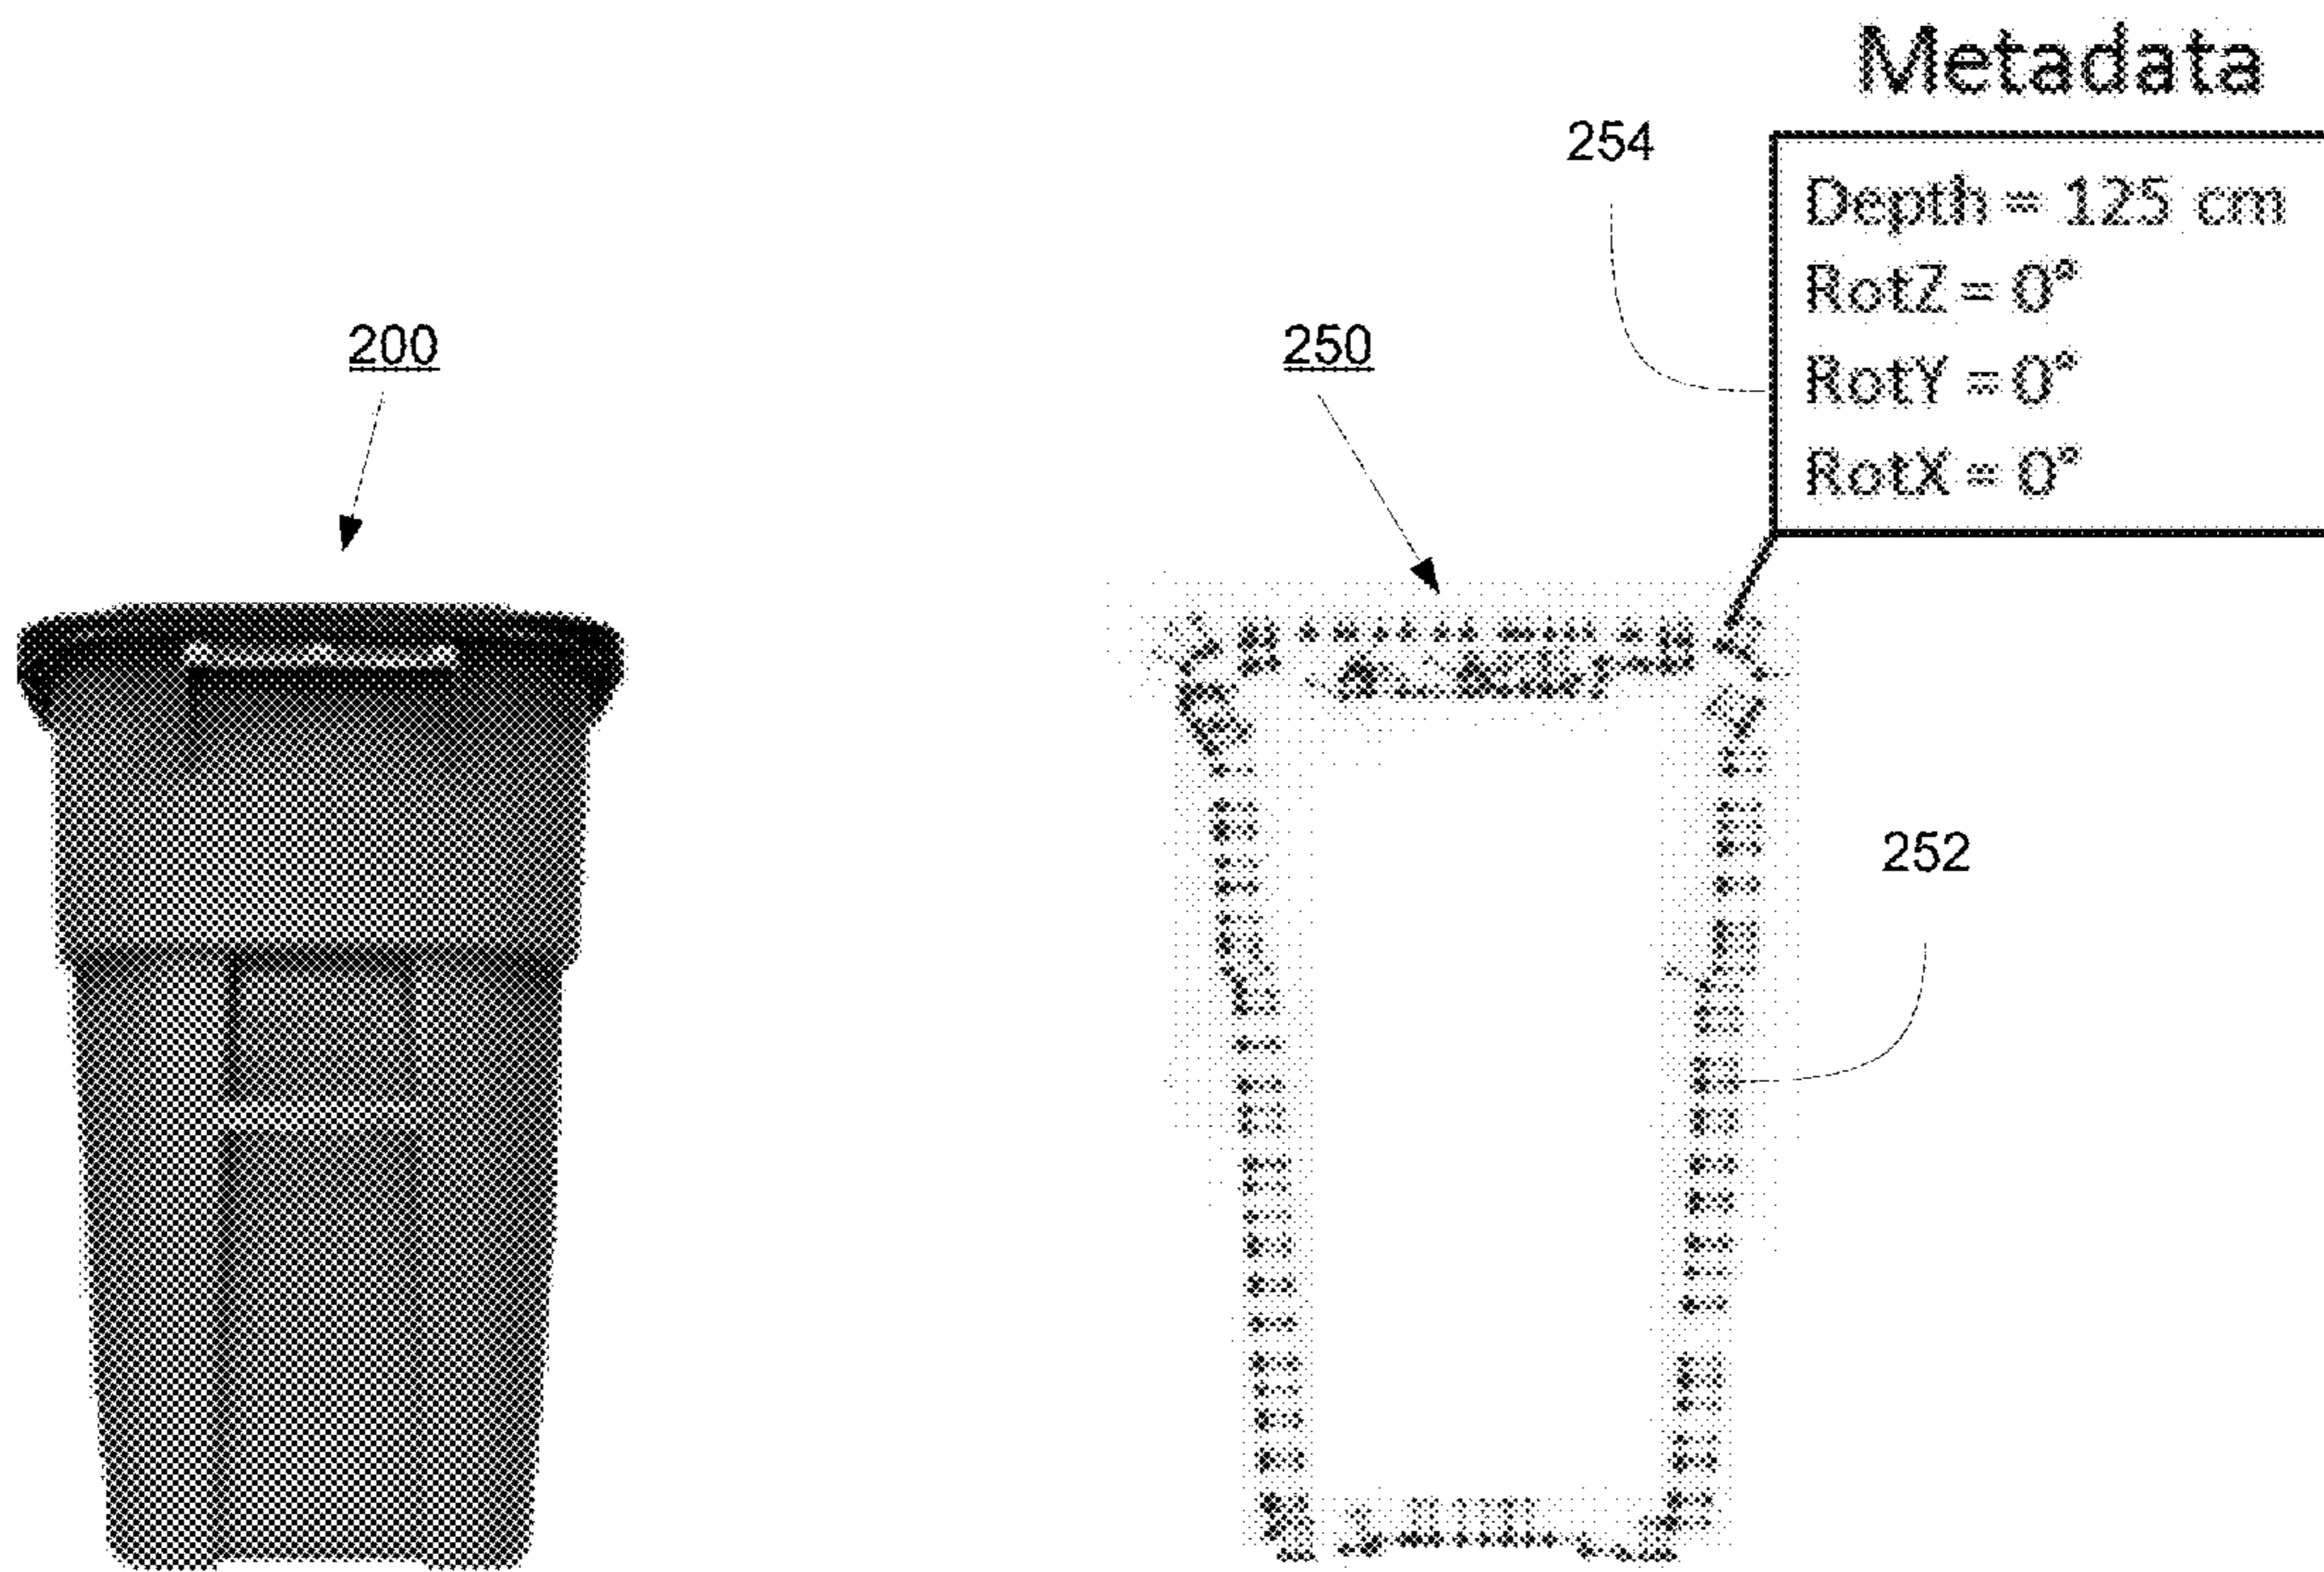 Metadata
254
Depth = 125 cm
RotZ = 0°
RotY = 0°
RotX = 0°
200
250
252